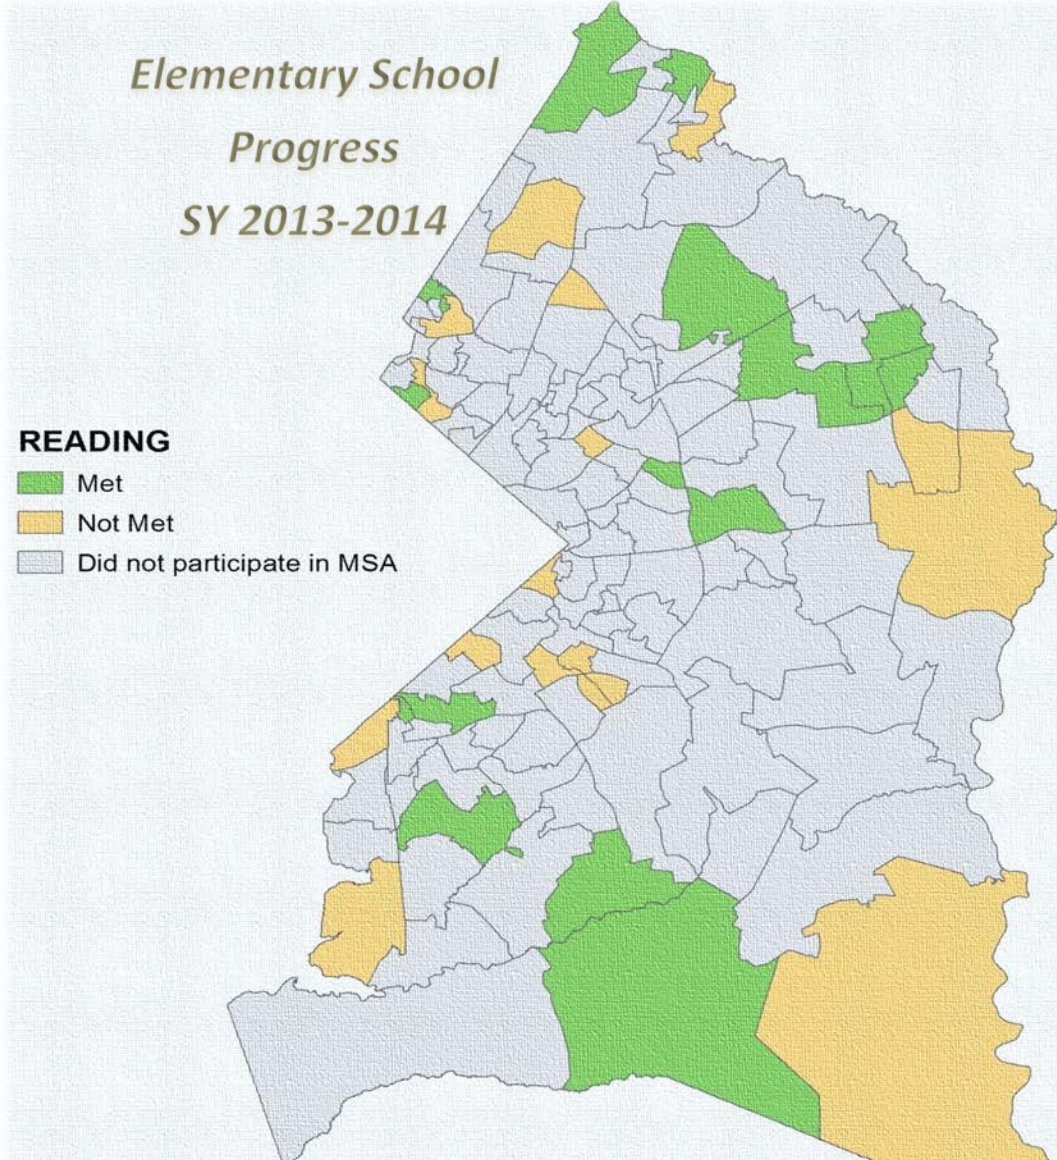 Elementary School
Progress
SY 2013-2014
READING
Met
Not Met
Did not participate in MSA